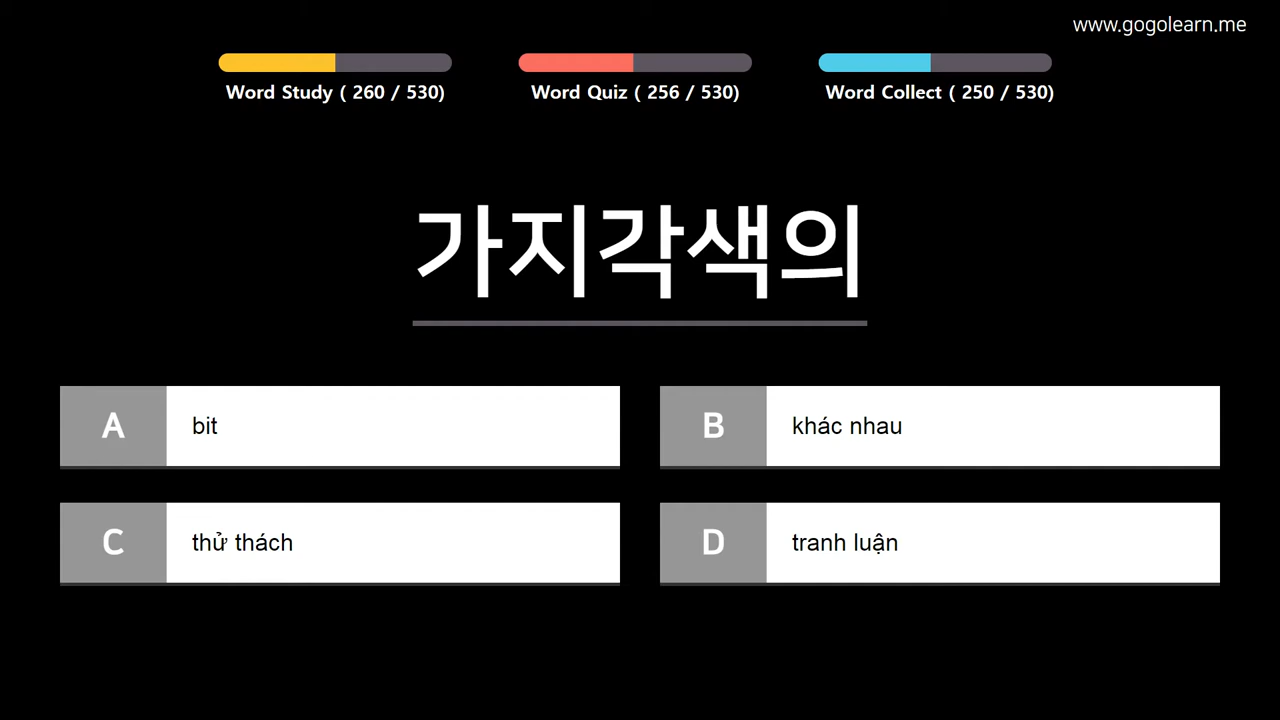 www.gogolearn.me
Word Study ( 260 / 530)
Word Quiz ( 256 / 530)
Word Collect ( 250 / 530)
가지각색의
A bit
B khác nhau
C thử thách
D tranh luận